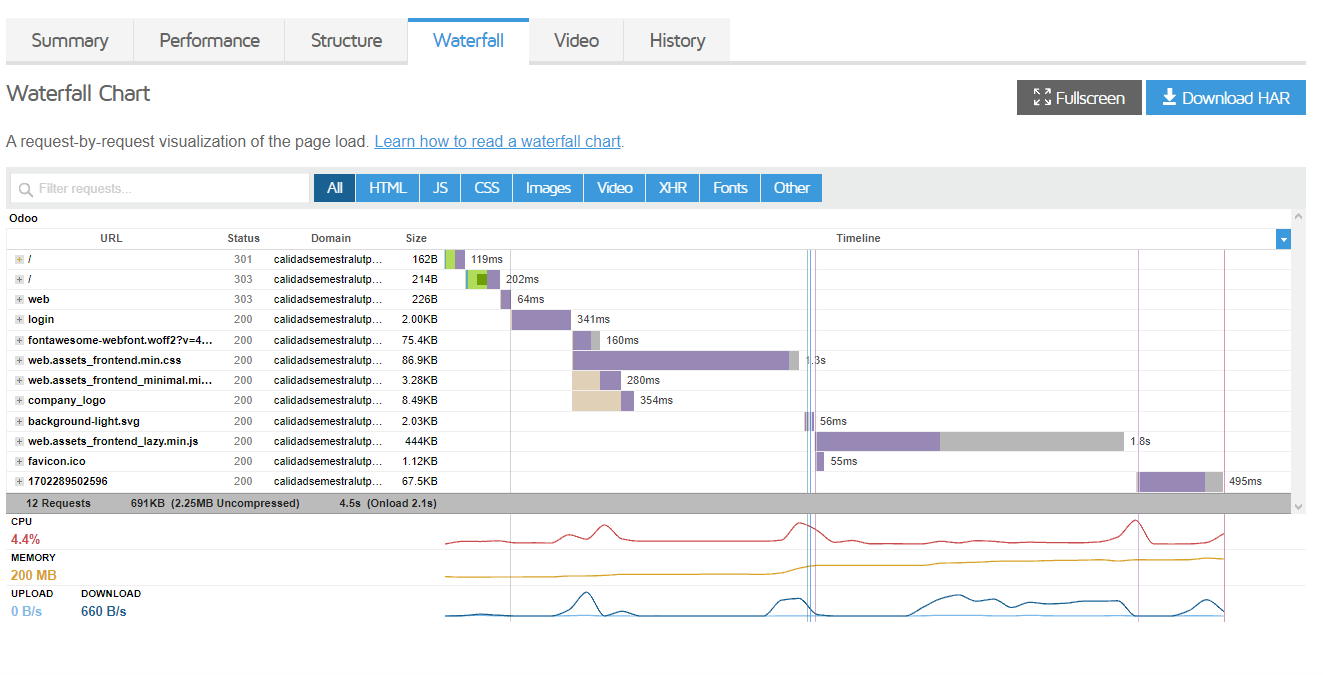 Summary Performance Structure Waterfall Video History
Waterfall Chart
Fullscreen Download HAR
A request-by-request visualization of the page load. Learn how to read a waterfall chart.
Filter requests... All HTML JS CSS Images Video XHR Fonts Other
Odoo
URL Status Domain Size Timeline
/ 301 calidadsemestralutp... 162B 119ms
/ 303 calidadsemestralutp... 214B 202ms
web 303 calidadsemestralutp... 226B 64ms
login 200 calidadsemestralutp... 2.00KB 341ms
fontawesome-webfont.woff2?v=4... 200 calidadsemestralutp... 75.4KB 160ms
web.assets_frontend.min.css 200 calidadsemestralutp... 86.9KB 1.3s
web.assets_frontend_minimal.mi... 200 calidadsemestralutp... 3.28KB 280ms
company_logo 200 calidadsemestralutp... 8.49KB 354ms
background-light.svg 200 calidadsemestralutp... 2.03KB 56ms
web.assets_frontend_lazy.min.js 200 calidadsemestralutp... 444KB 1.8s
favicon.ico 200 calidadsemestralutp... 1.12KB 55ms
1702289502596 200 calidadsemestralutp... 67.5KB 495ms
12 Requests 691KB (2.25MB Uncompressed) 4.5s (Onload 2.1s)
CPU
4.4%
MEMORY
200 MB
UPLOAD DOWNLOAD
0 B/s 660 B/s